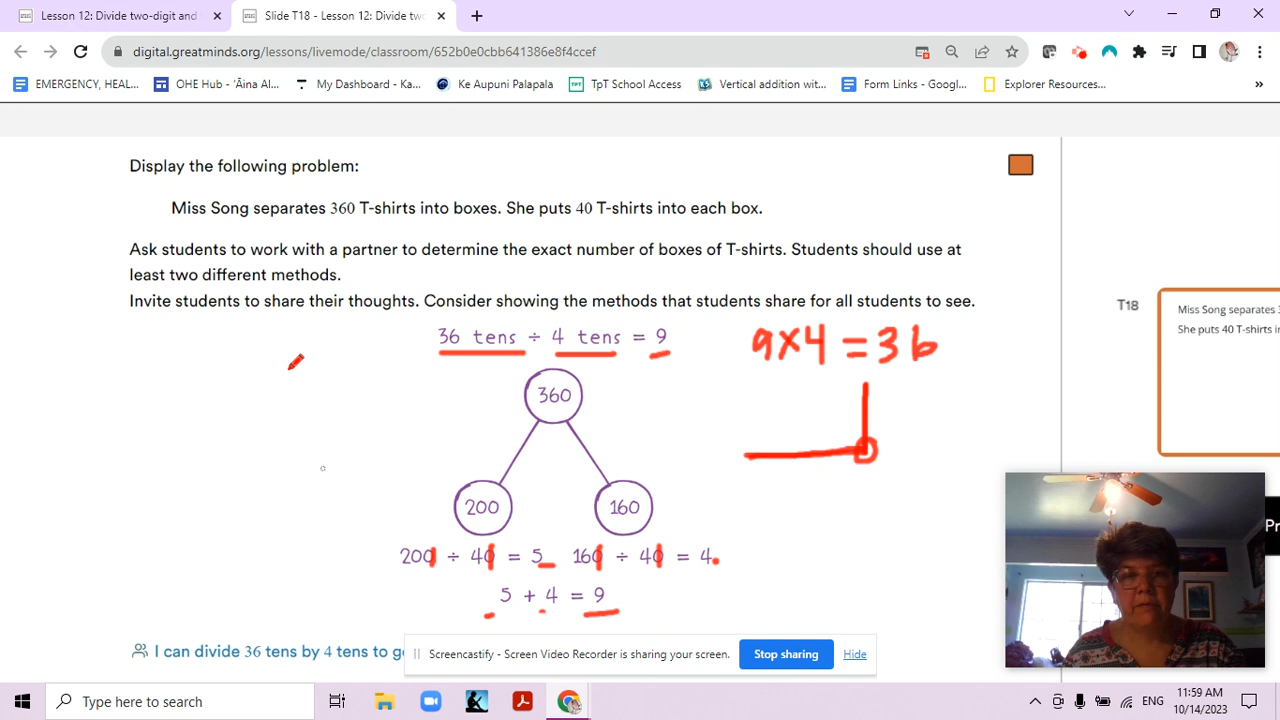 Lesson 12: Divide two-digit and
Slide T18 - Lesson 12: Divide two
digital.greatminds.org/lessons/livemode/classroom/652b0e0cbb641386e8f4ccef
EMERGENCY, HEAL... OHE Hub - 'Āina Al... My Dashboard - Ka... Ke Aupuni Palapala TpT School Access Vertical addition wit... Form Links - Googl... Explorer Resources... »
Display the following problem:
Miss Song separates 360 T-shirts into boxes. She puts 40 T-shirts into each box.
Ask students to work with a partner to determine the exact number of boxes of T-shirts. Students should use at
least two different methods.
Invite students to share their thoughts. Consider showing the methods that students share for all students to see.
36 tens ÷ 4 tens = 9
9x4=36
360
200 160
200 ÷ 40 = 5 160 ÷ 40 = 4
5 + 4 = 9
I can divide 36 tens by 4 tens to g
T18
Miss Song separates 3
She puts 40 T-shirts in
Pr
Screencastify - Screen Video Recorder is sharing your screen. Stop sharing Hide
Type here to search
ENG
11:59 AM
10/14/2023